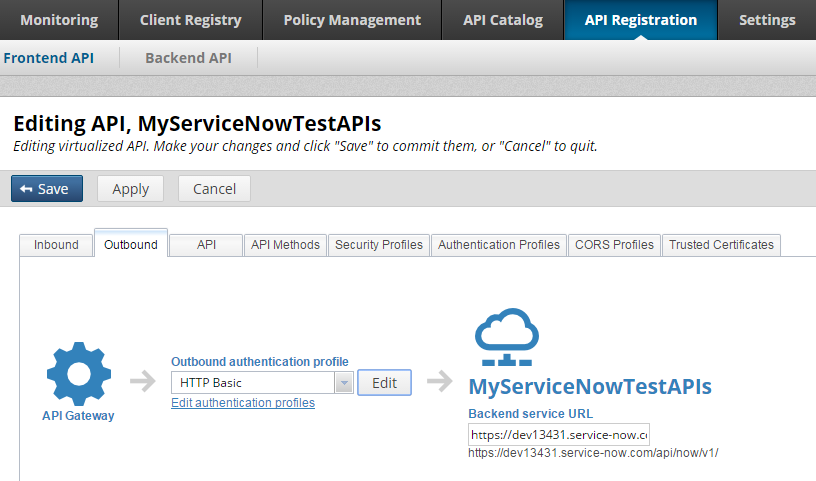 Monitoring Client Registry Policy Management API Catalog API Registration Settings
Frontend API Backend API
Editing API, MyServiceNowTestAPIs
Editing virtualized API. Make your changes and click "Save" to commit them, or "Cancel" to quit.
Save Apply Cancel
Inbound Outbound API API Methods Security Profiles Authentication Profiles CORS Profiles Trusted Certificates
Outbound authentication profile
HTTP Basic Edit
Edit authentication profiles
API Gateway
MyServiceNowTestAPIs
Backend service URL
https://dev13431.service-now.c
https://dev13431.service-now.com/api/now/v1/